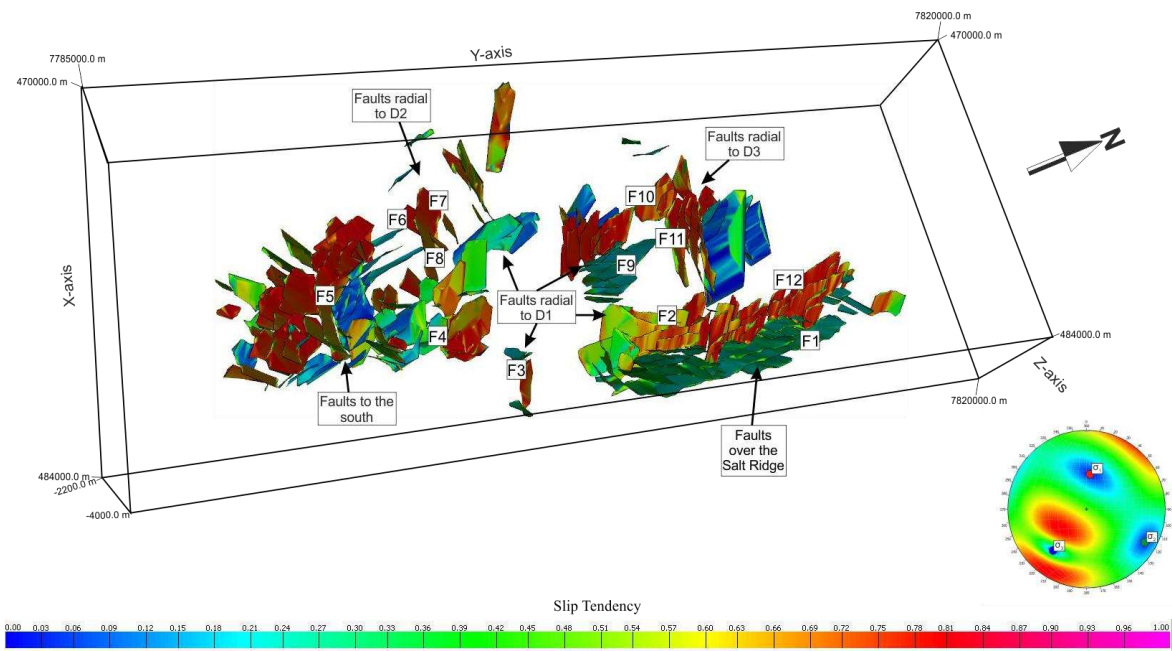 7820000.0 m
470000.0 m
Y-axis
7785000.0 m
470000.0 m
Faults radial
to D2
Faults radial
to D3
N
F10
F7
F6
F11
F8
F9
F12
X-axis
F5
Faults radial
to D1
F2
F4
F1
484000.0 m
F3
Z-axis
Faults to the
south
7820000.0 m
Faults
over the
Salt Ridge
484000.0 m
-2200.0 m
-4000.0 m
Slip Tendency
0.00 0.03 0.06 0.09 0.12 0.15 0.18 0.21 0.24 0.27 0.30 0.33 0.36 0.39 0.42 0.45 0.48 0.51 0.54 0.57 0.60 0.63 0.66 0.69 0.72 0.75 0.78 0.81 0.84 0.87 0.90 0.93 0.96 1.00